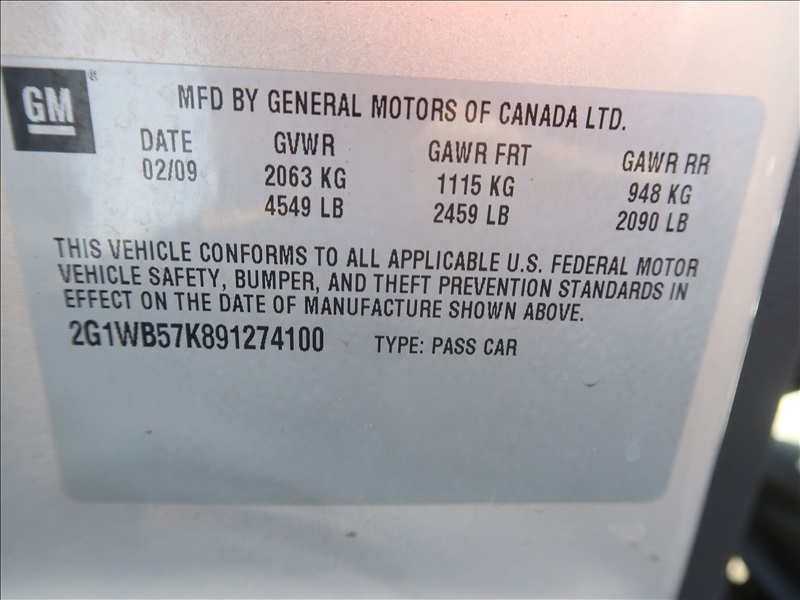 GM®
MFD BY GENERAL MOTORS OF CANADA LTD.
DATE GVWR GAWR FRT GAWR RR
02/09 2063 KG 1115 KG 948 KG
4549 LB 2459 LB 2090 LB
THIS VEHICLE CONFORMS TO ALL APPLICABLE U.S. FEDERAL MOTOR
VEHICLE SAFETY, BUMPER, AND THEFT PREVENTION STANDARDS IN
EFFECT ON THE DATE OF MANUFACTURE SHOWN ABOVE.
2G1WB57K891274100 TYPE: PASS CAR